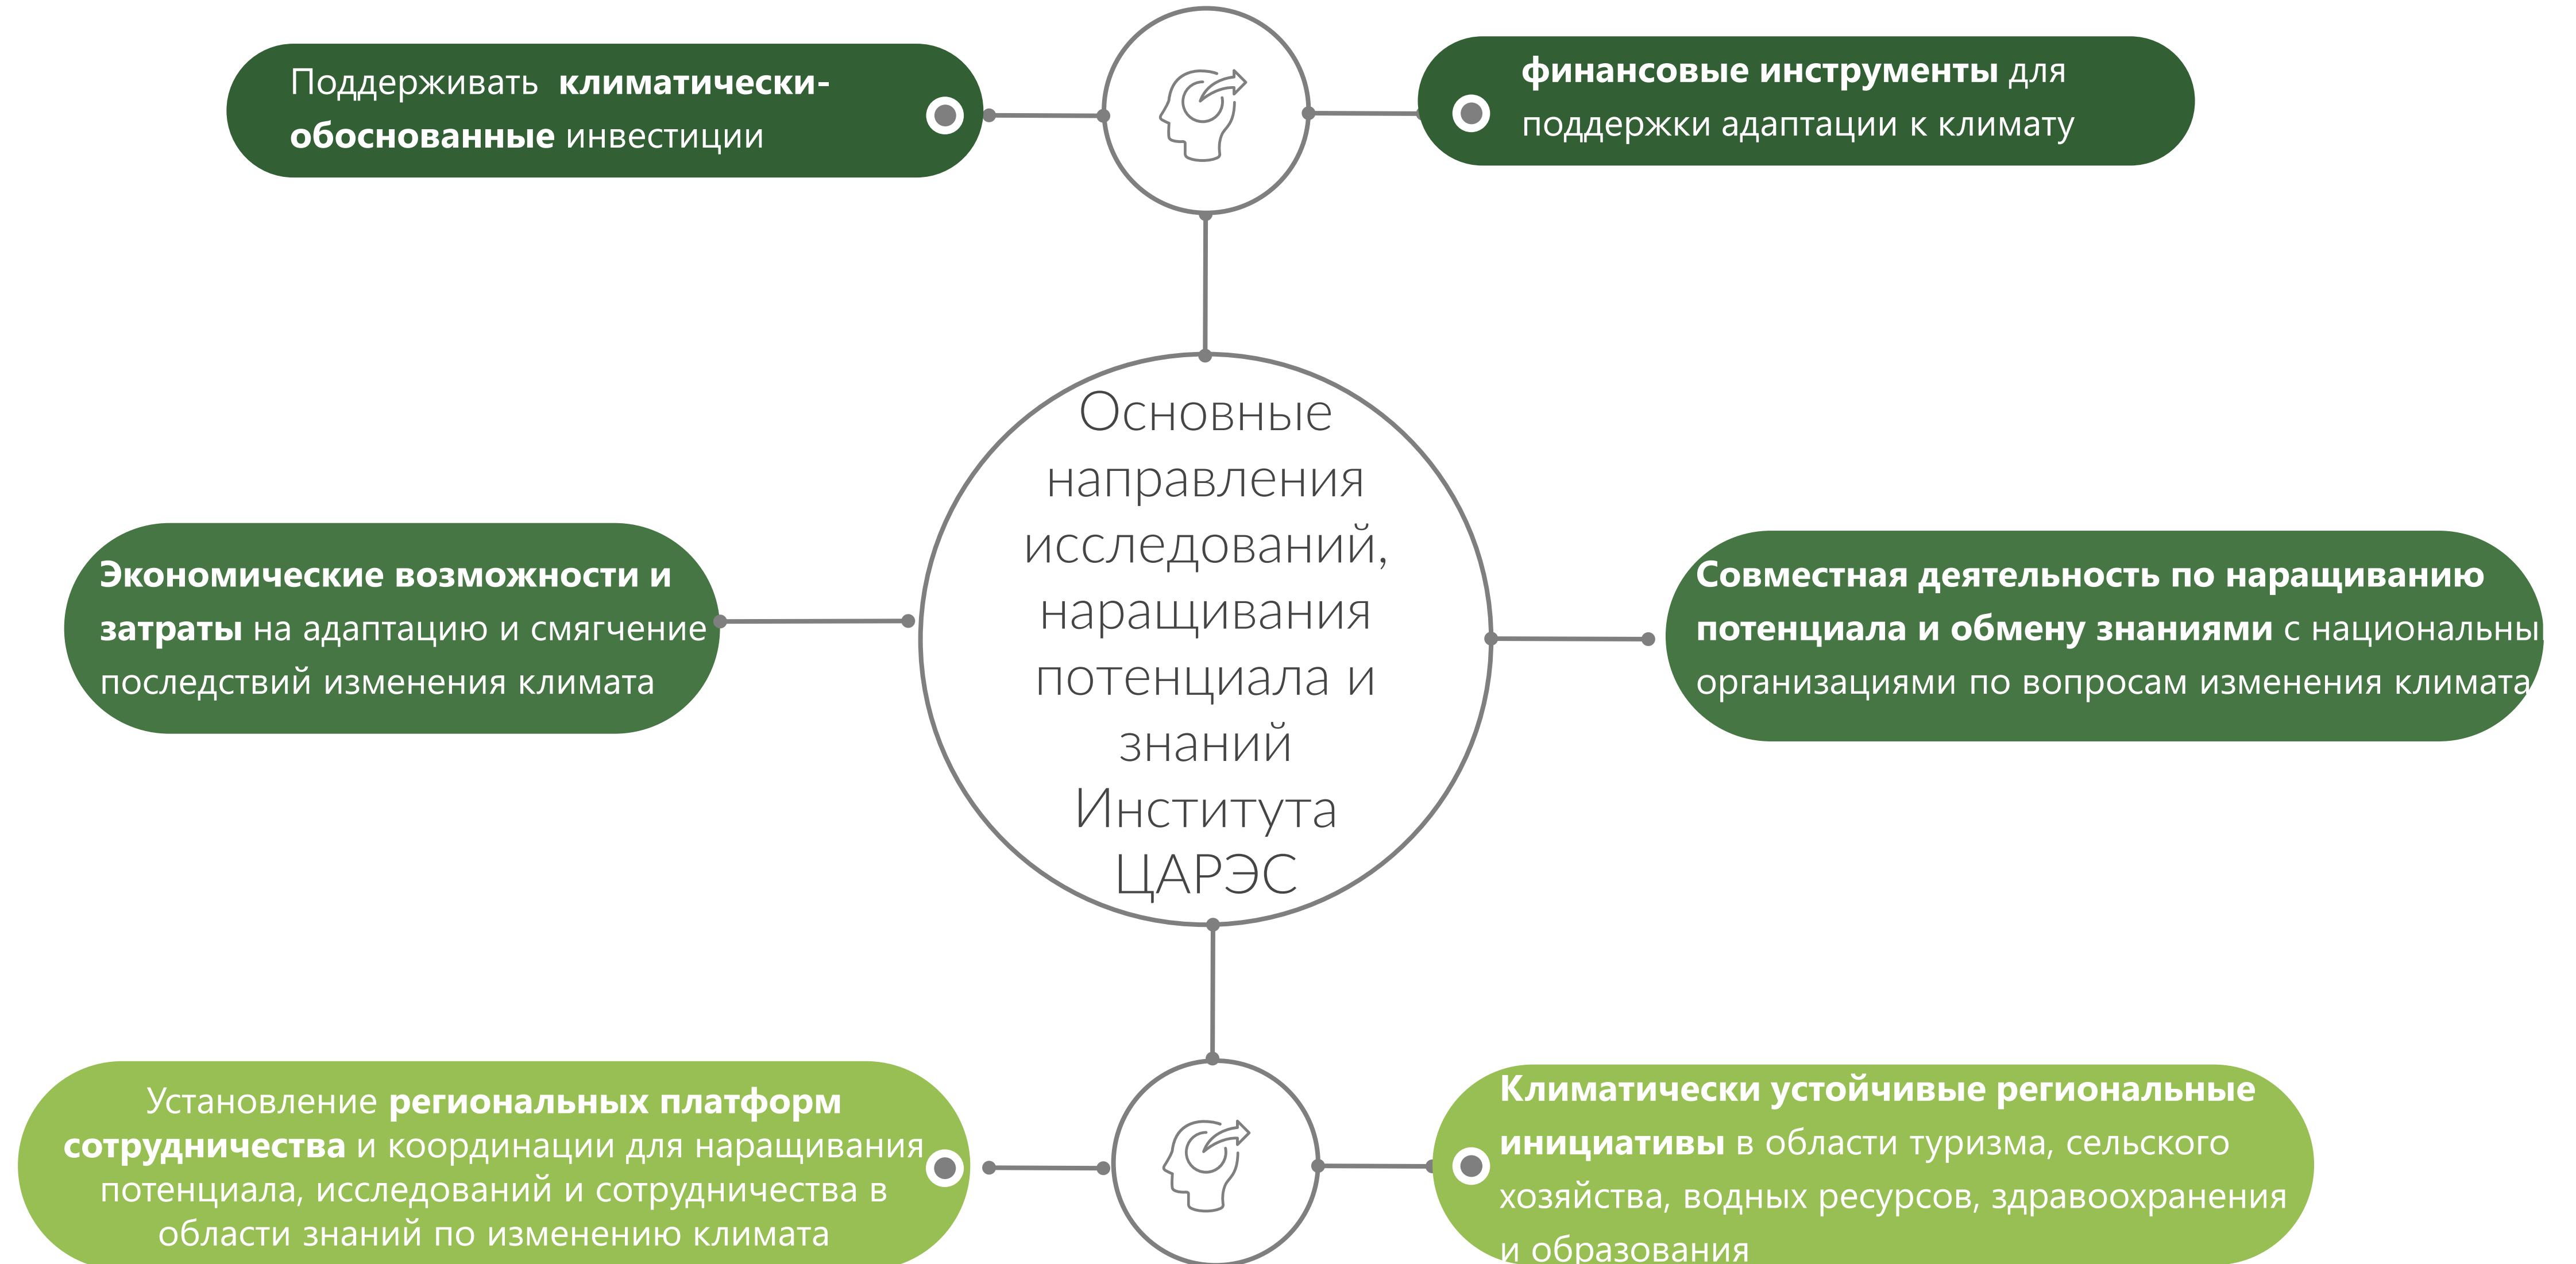 Поддерживать климатически-
обоснованные инвестиции
финансовые инструменты для
поддержки адаптации к климату
Основные
направления
исследований,
наращивания
потенциала и
знаний
Института
ЦАРЭС
Экономические возможности и
затраты на адаптацию и смягчение
последствий изменения климата
Совместная деятельность по наращиванию
потенциала и обмену знаниями с
организациями по вопросам изменения климата
Установление региональных платформ
сотрудничества и координации для наращивания
потенциала, исследований и сотрудничества в
области знаний по изменению климата
Климатически устойчивые региональные
инициативы в области туризма, сельского
хозяйства, водных ресурсов, здравоохранения
и образования